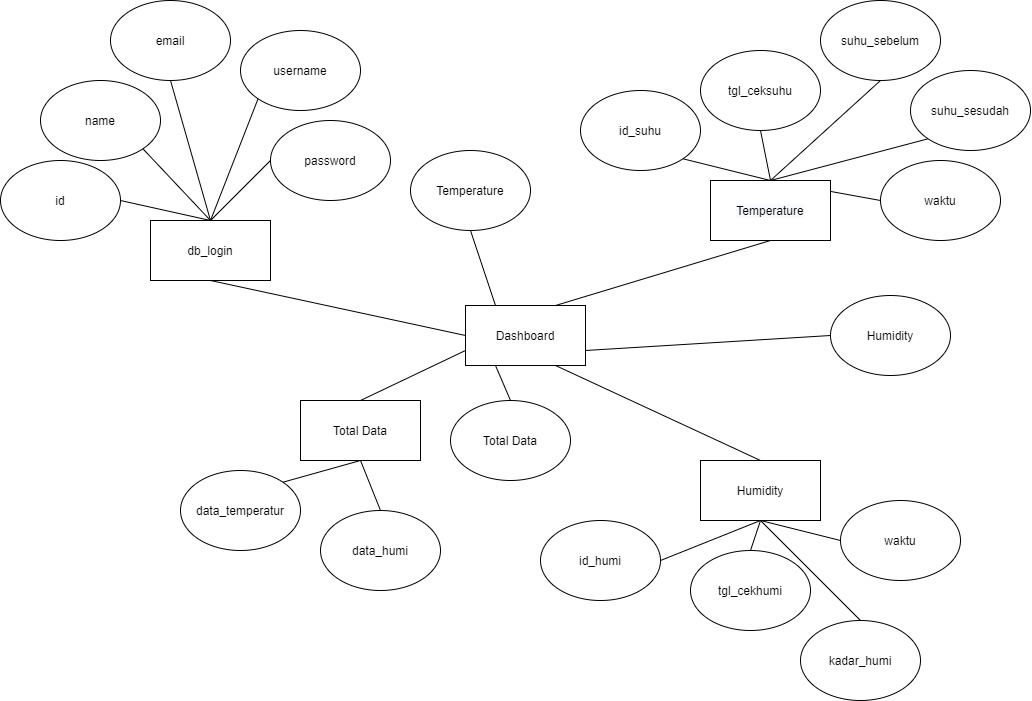 email
suhu_sebelum
username
tgl_ceksuhu
suhu_sesudah
name
id_suhu
password
Temperature
id
waktu
Temperature
db_login
Dashboard
Humidity
Total Data
Total Data
Humidity
data_temperatur
data_humi
id_humi
waktu
tgl_cekhumi
kadar_humi